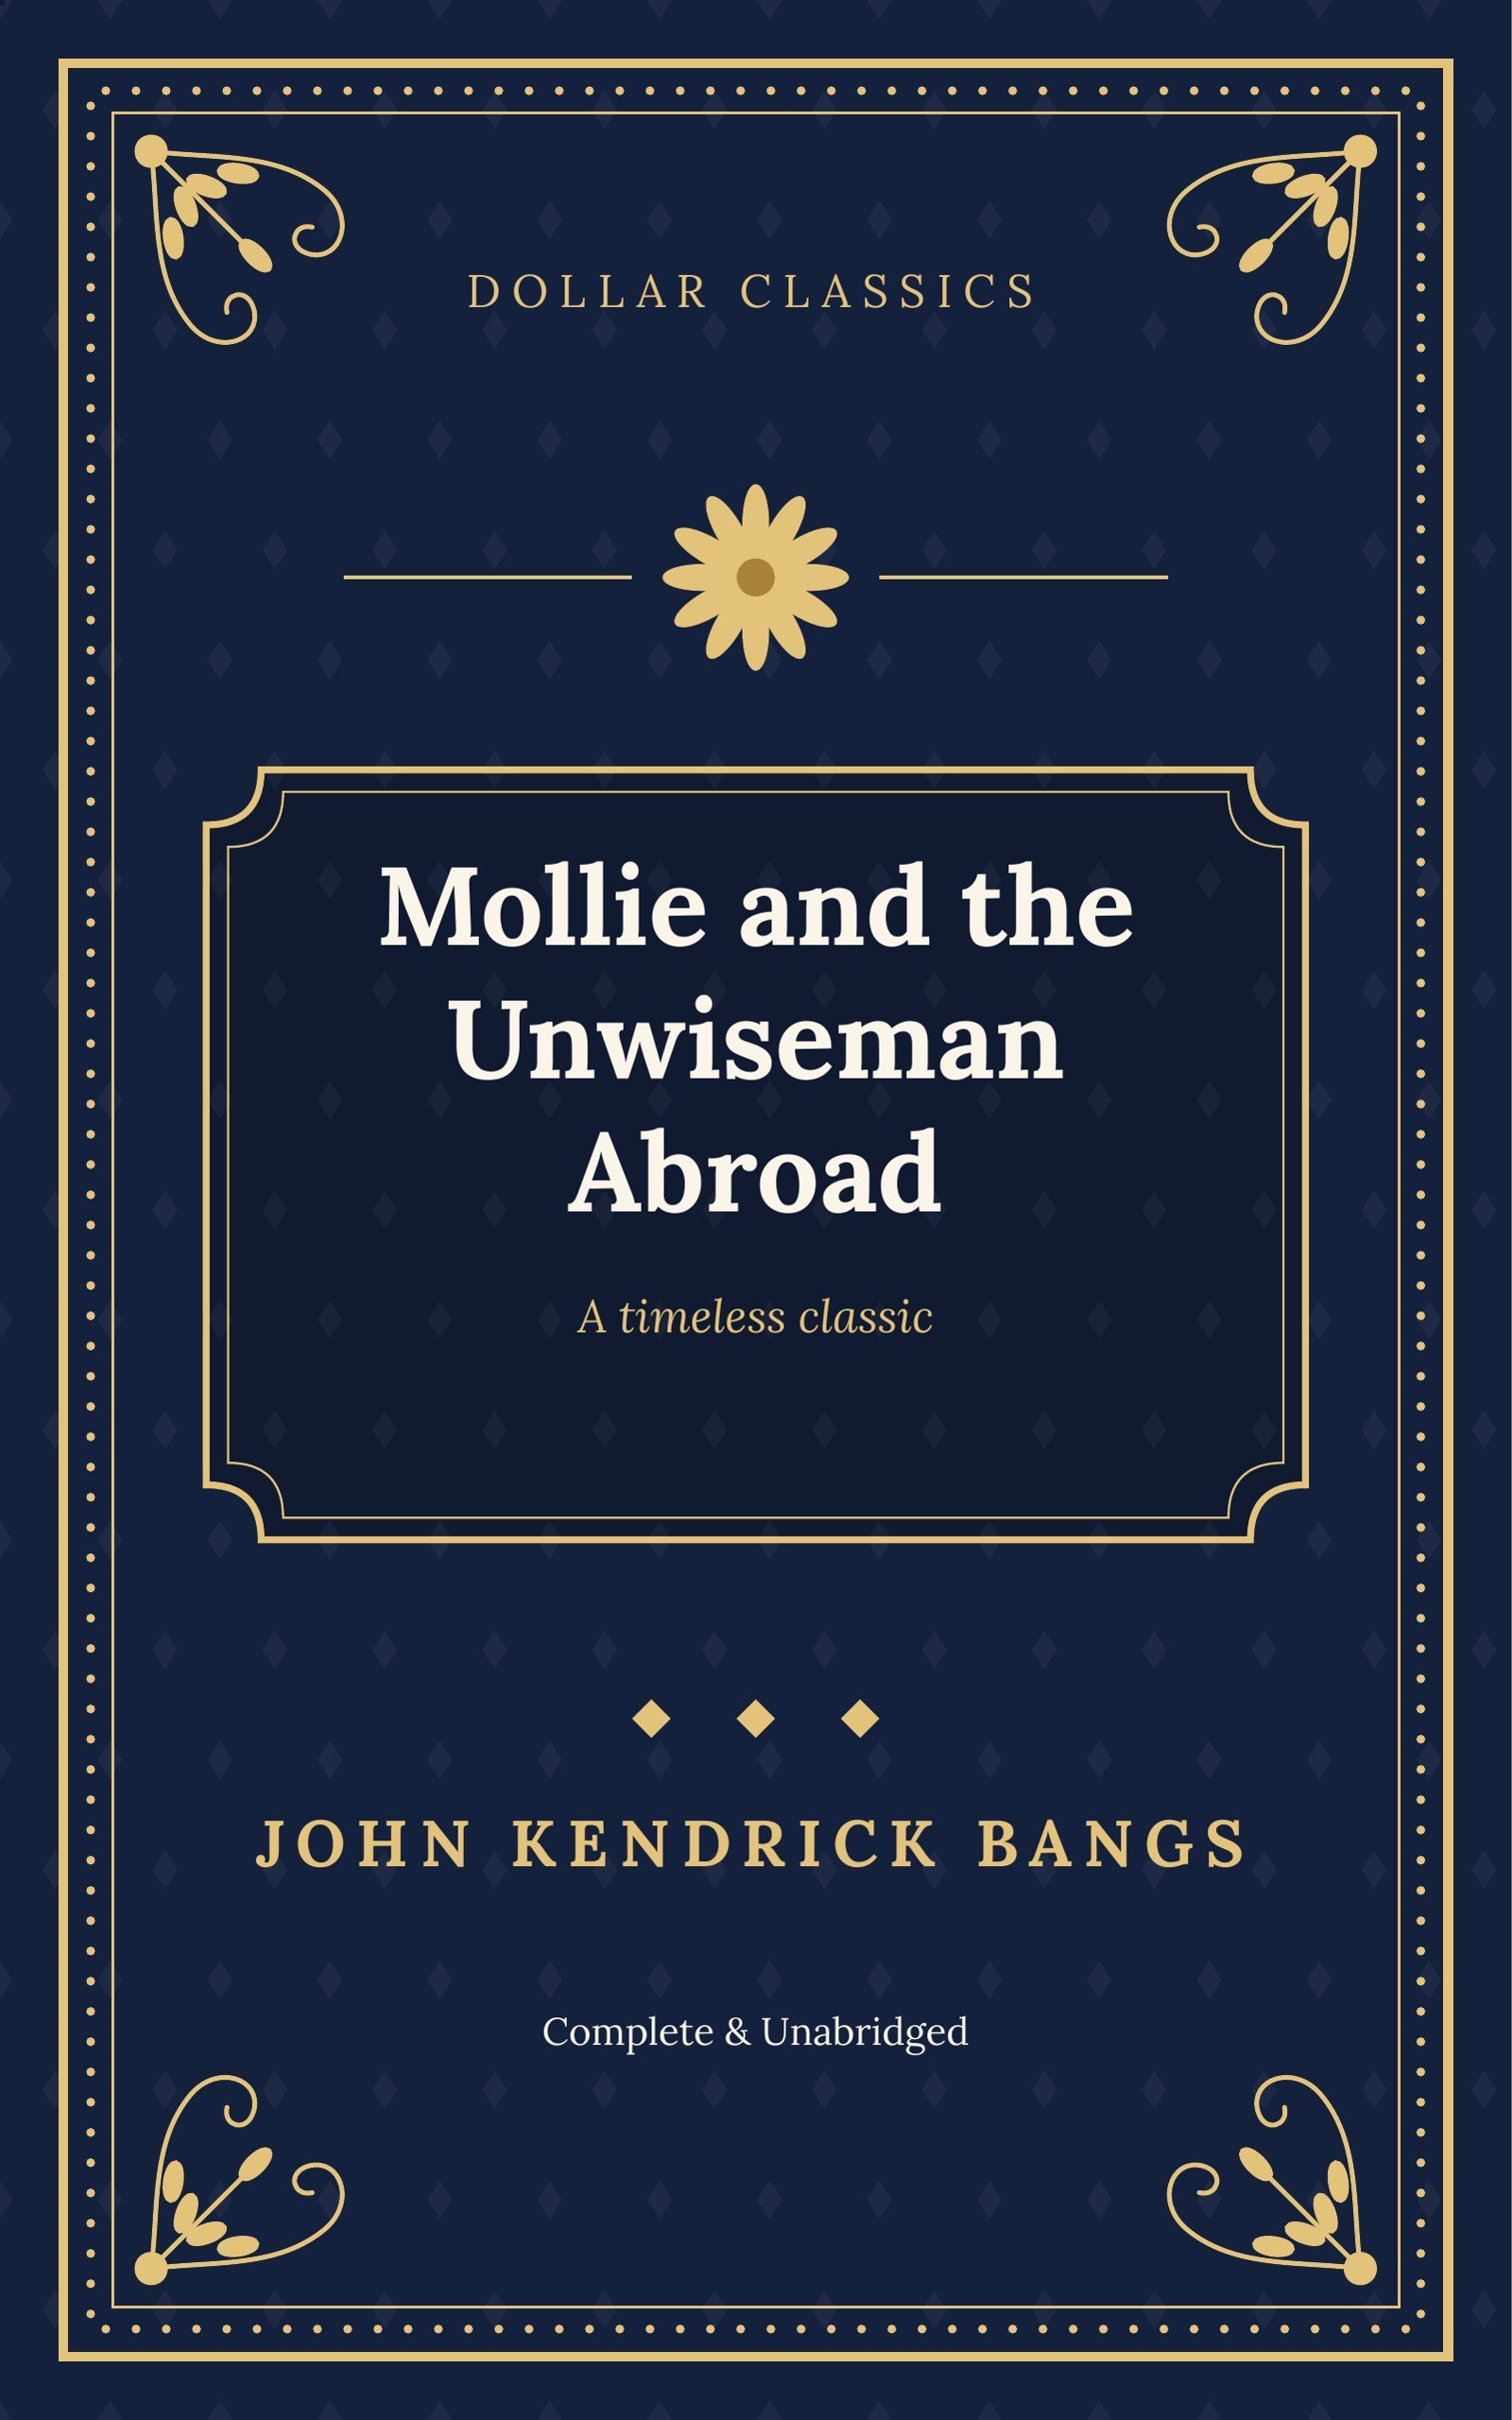 DOLLAR CLASSICS
Mollie and the
Unwiseman
Abroad
A timeless classic
JOHN KENDRICK BANGS
Complete & Unabridged